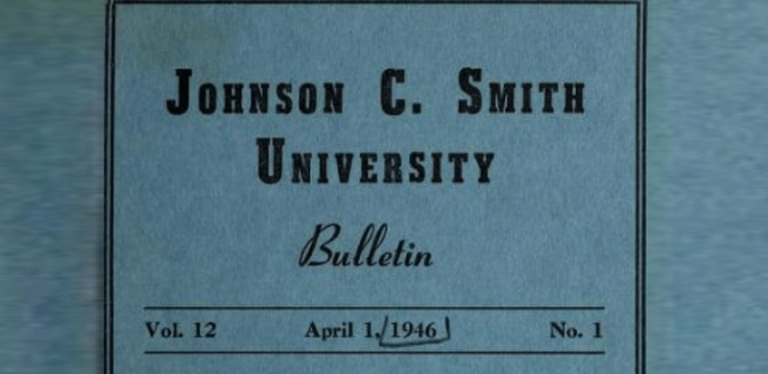 JOHNSON C. SMITH
UNIVERSITY
Bulletin
Vol. 12 April 1, 1946 No. 1